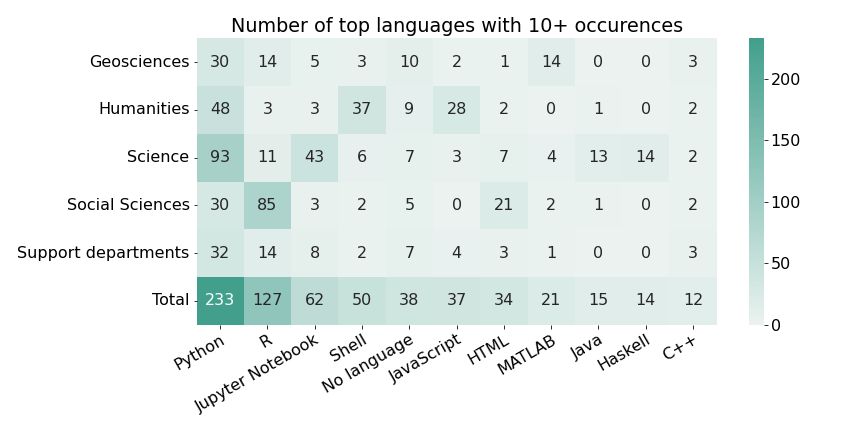 Number of top languages with 10+ occurences
Geosciences 30 14 5 3 10 2 1 14 0 0 3
Humanities 48 3 3 37 9 28 2 0 1 0 2
Science 93 11 43 6 7 3 7 4 13 14 2
Social Sciences 30 85 3 2 5 0 21 2 1 0 2
Support departments 32 14 8 2 7 4 3 1 0 0 3
Total 233 127 62 50 38 37 34 21 15 14 12
Python R Jupyter Notebook Shell No language JavaScript HTML MATLAB Java Haskell C++
200
150
100
50
0